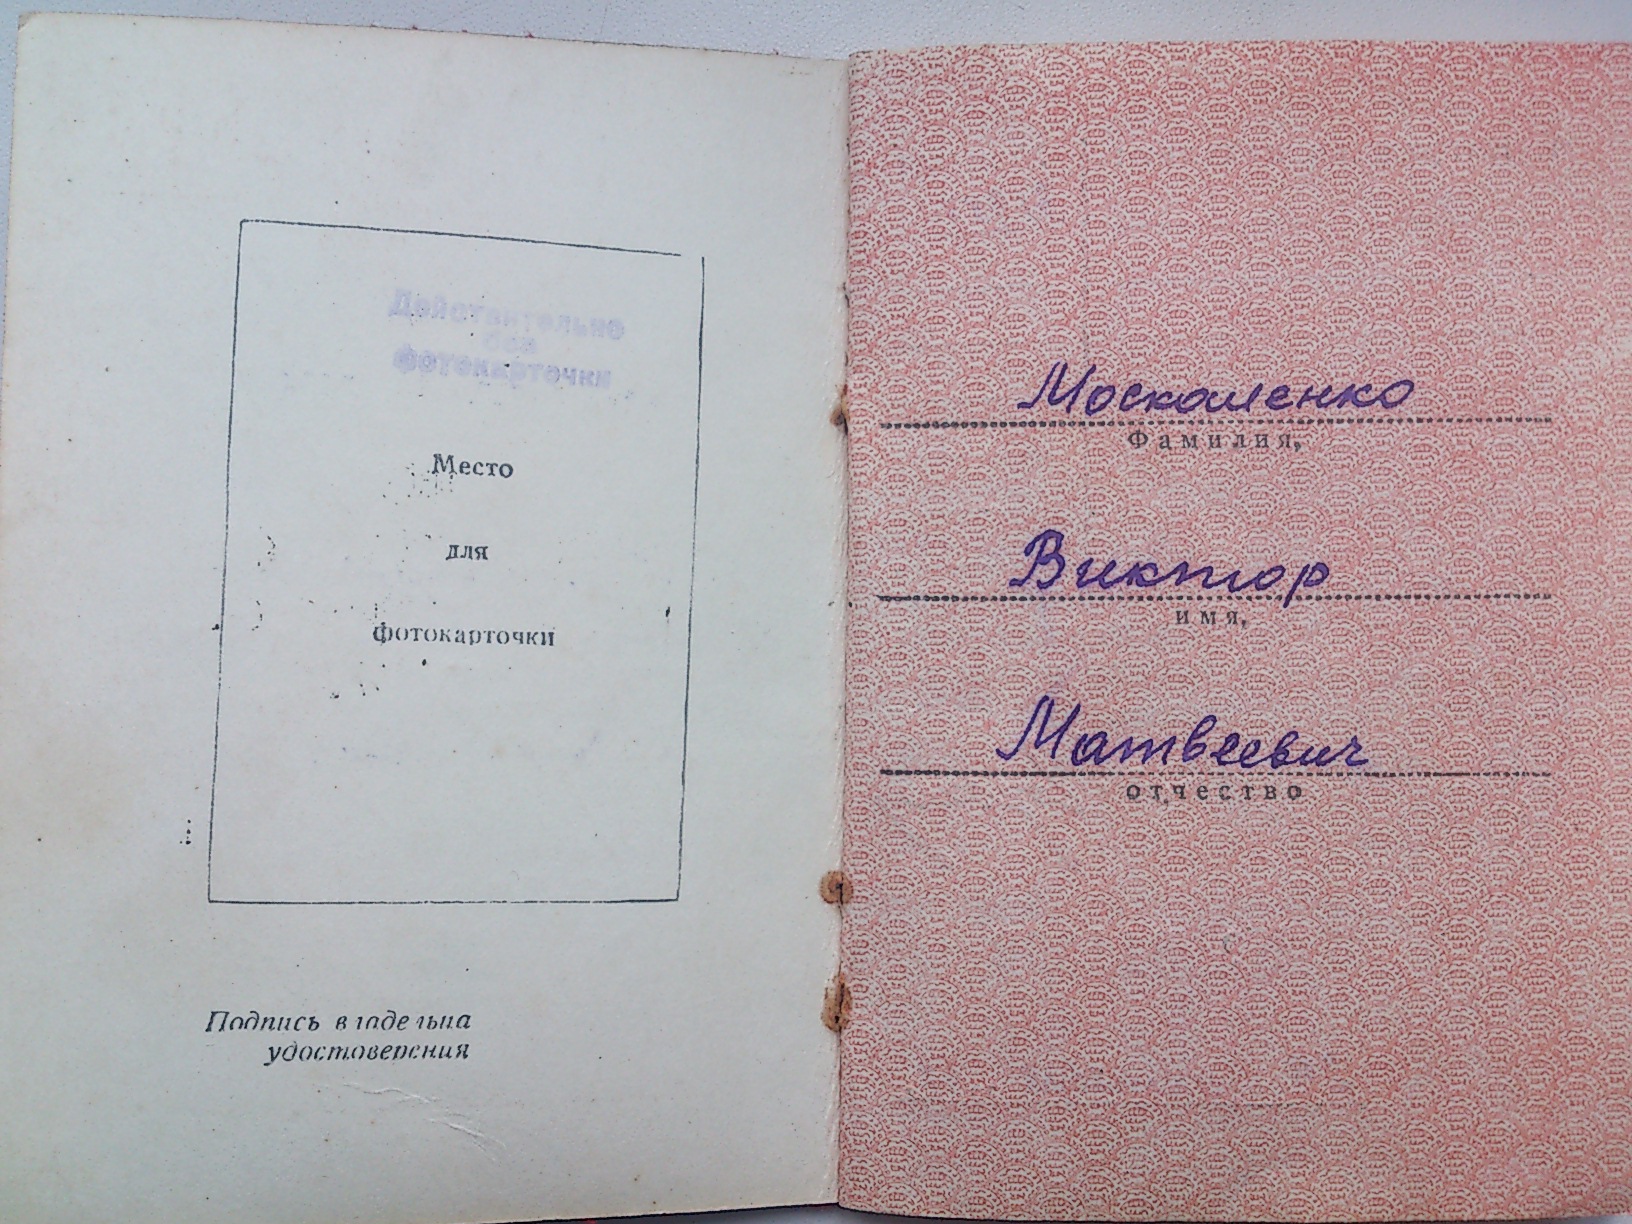 Действительно
без
фотокарточки
Место
для
фотокарточки
Подпись владельца
удостоверения
Москаленко
Фамилия,
Виктор
имя,
Матвеевич
отчество